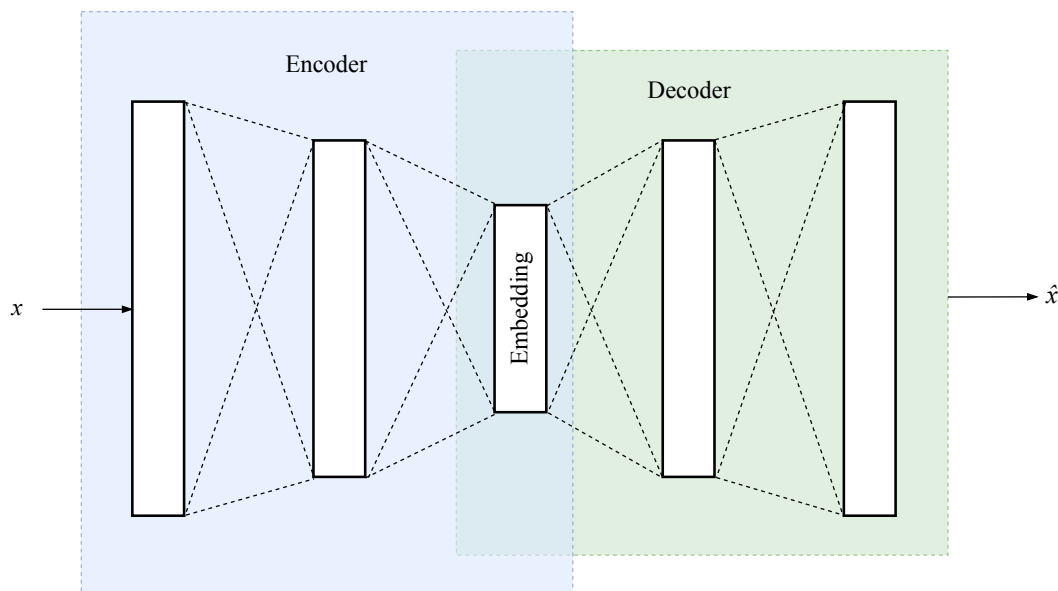 Encoder
Decoder
x
Embedding
x̂